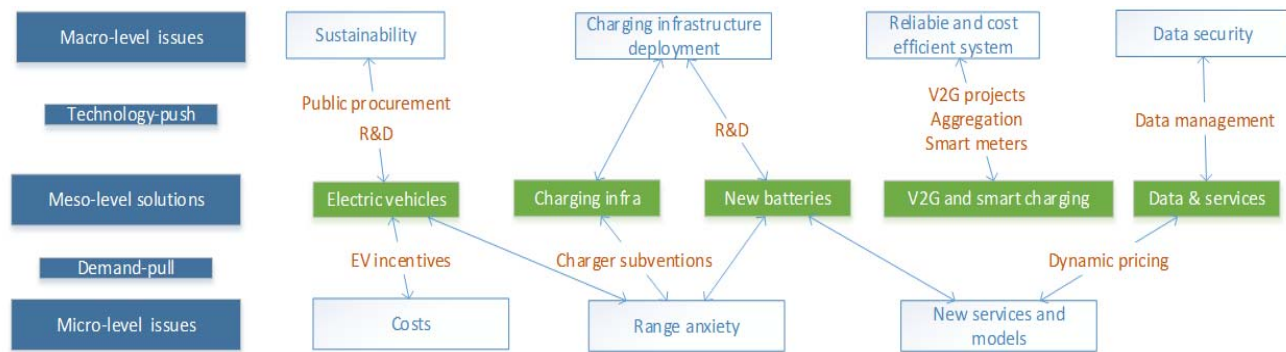 Macro-level issues
Sustainability
Charging infrastructure
deployment
Reliable and cost
efficient system
Data security
Technology-push
Public procurement
R&D
R&D
V2G projects
Aggregation
Smart meters
Data management
Meso-level solutions
Electric vehicles
Charging infra
New batteries
V2G and smart charging
Data & services
Demand-pull
EV incentives
Charger subventions
Dynamic pricing
Micro-level issues
Costs
Range anxiety
New services and
models